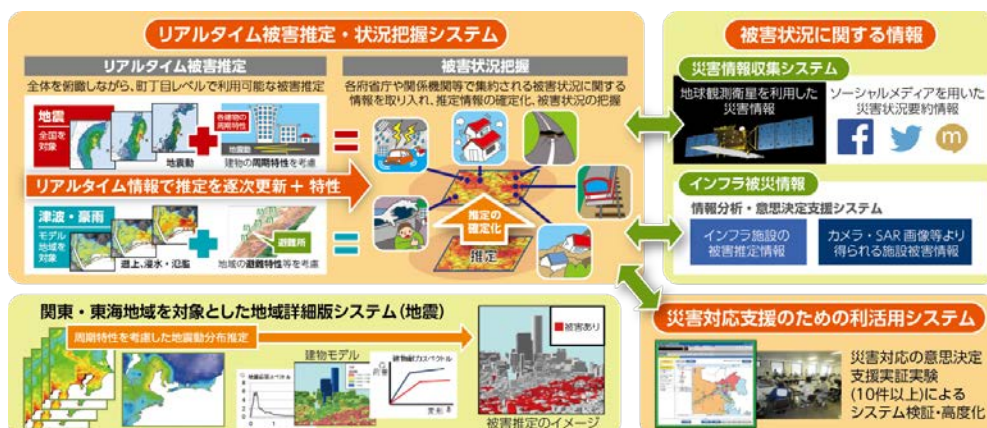 リアルタイム被害推定・状況把握システム
リアルタイム被害推定
全体を俯瞰しながら、町丁目レベルで利用可能な被害推定
地震
全国を
対象
地震動
各建物の
周期特性
地震動
建物の周期特性を考慮
リアルタイム情報で推定を逐次更新＋特性
津波・豪雨
モデル
地域を
対象
遡上、浸水・氾濫
避難所
地域の避難特性等を考慮
被害状況把握
各府省庁や関係機関等で集約される被害状況に関する
情報を取り入れ、推定情報の確定化、被害状況の把握
推定の
確定化
推定
被害状況に関する情報
災害情報収集システム
地球観測衛星を利用した
災害情報
ソーシャルメディアを用いた
災害状況要約情報
インフラ被災情報
情報分析・意思決定支援システム
インフラ施設の
被害推定情報
カメラ・SAR画像等より
得られる施設被害情報
関東・東海地域を対象とした地域詳細版システム(地震)
周期特性を考慮した地震動分布推定
建物モデル
建物耐力スペクトル
変形 δ
被害あり
被害推定のイメージ
災害対応支援のための利活用システム
災害対応の意思決定
支援実証実験
(10件以上)による
システム検証・高度化